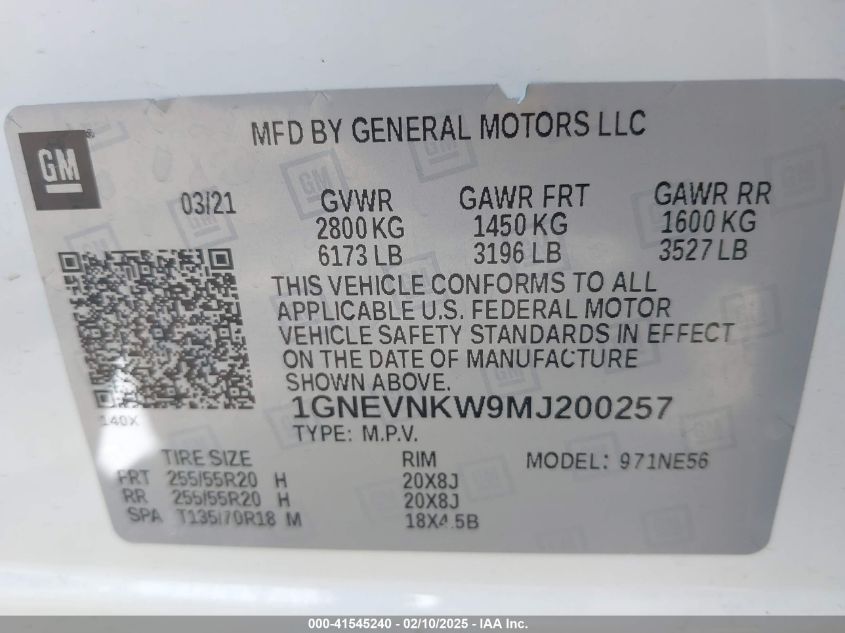 MFD BY GENERAL MOTORS LLC
GM
03/21
GVWR GAWR FRT GAWR RR
2800 KG 1450 KG 1600 KG
6173 LB 3196 LB 3527 LB
THIS VEHICLE CONFORMS TO ALL
APPLICABLE U.S. FEDERAL MOTOR
VEHICLE SAFETY STANDARDS IN EFFECT
ON THE DATE OF MANUFACTURE
SHOWN ABOVE.
140X
1GNEVNKW9MJ200257
TYPE: M.P.V.
TIRE SIZE RIM MODEL: 971NE56
FRT 255/55R20 H 20X8J
RR 255/55R20 H 20X8J
SPA T135/70R18 M 18X4.5B
000-41545240 - 02/10/2025 - IAA Inc.